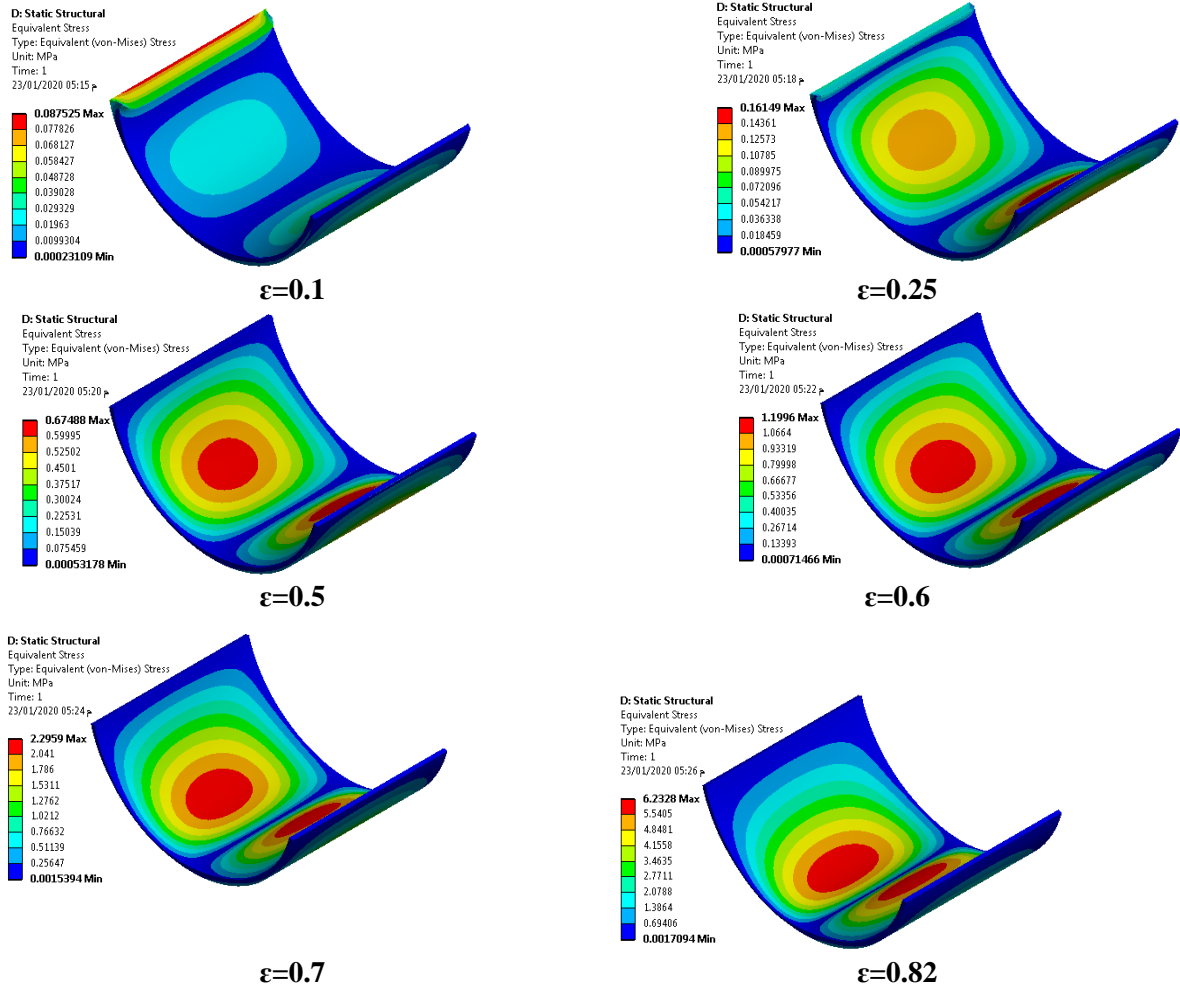 D: Static Structural
Equivalent Stress
Type: Equivalent (von-Mises) Stress
Unit: MPa
Time: 1
23/01/2020 05:15 م
0.087525 Max
0.077826
0.068127
0.058427
0.048728
0.039028
0.029329
0.01963
0.0099304
0.00023109 Min
ε=0.1
D: Static Structural
Equivalent Stress
Type: Equivalent (von-Mises) Stress
Unit: MPa
Time: 1
23/01/2020 05:18 م
0.16149 Max
0.14361
0.12573
0.10785
0.089975
0.072096
0.054217
0.036338
0.018459
0.00057977 Min
ε=0.25
D: Static Structural
Equivalent Stress
Type: Equivalent (von-Mises) Stress
Unit: MPa
Time: 1
23/01/2020 05:20 م
0.67488 Max
0.59995
0.52502
0.4501
0.37517
0.30024
0.22531
0.15039
0.075459
0.00053178 Min
ε=0.5
D: Static Structural
Equivalent Stress
Type: Equivalent (von-Mises) Stress
Unit: MPa
Time: 1
23/01/2020 05:22 م
1.1996 Max
1.0664
0.93319
0.79998
0.66677
0.53356
0.40035
0.26714
0.13393
0.00071466 Min
ε=0.6
D: Static Structural
Equivalent Stress
Type: Equivalent (von-Mises) Stress
Unit: MPa
Time: 1
23/01/2020 05:24 م
2.2959 Max
2.041
1.786
1.5311
1.2762
1.0212
0.76632
0.51139
0.25647
0.0015394 Min
ε=0.7
D: Static Structural
Equivalent Stress
Type: Equivalent (von-Mises) Stress
Unit: MPa
Time: 1
23/01/2020 05:26 م
6.2328 Max
5.5405
4.8481
4.1558
3.4635
2.7711
2.0788
1.3864
0.69406
0.0017094 Min
ε=0.82